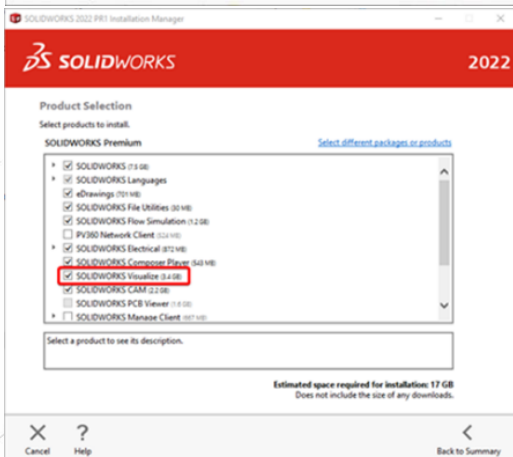 SOLIDWORKS 2022 PR1 Installation Manager
3S SOLIDWORKS
2022
Product Selection
Select products to install.
SOLIDWORKS Premium
Select different packages or products
SOLIDWORKS (7.5 GB)
SOLIDWORKS Languages
eDrawings (701 MB)
SOLIDWORKS File Utilities (30 MB)
SOLIDWORKS Flow Simulation (1.2 GB)
PV360 Network Client (524 MB)
SOLIDWORKS Electrical (872 MB)
SOLIDWORKS Composer Player (543 MB)
SOLIDWORKS Visualize (3.4 GB)
SOLIDWORKS CAM (2.2 GB)
SOLIDWORKS PCB Viewer (1.6 GB)
SOLIDWORKS Manage Client (667 MB)
Select a product to see its description.
Estimated space required for installation: 17 GB
Does not include the size of any downloads.
Cancel
Help
Back to Summary